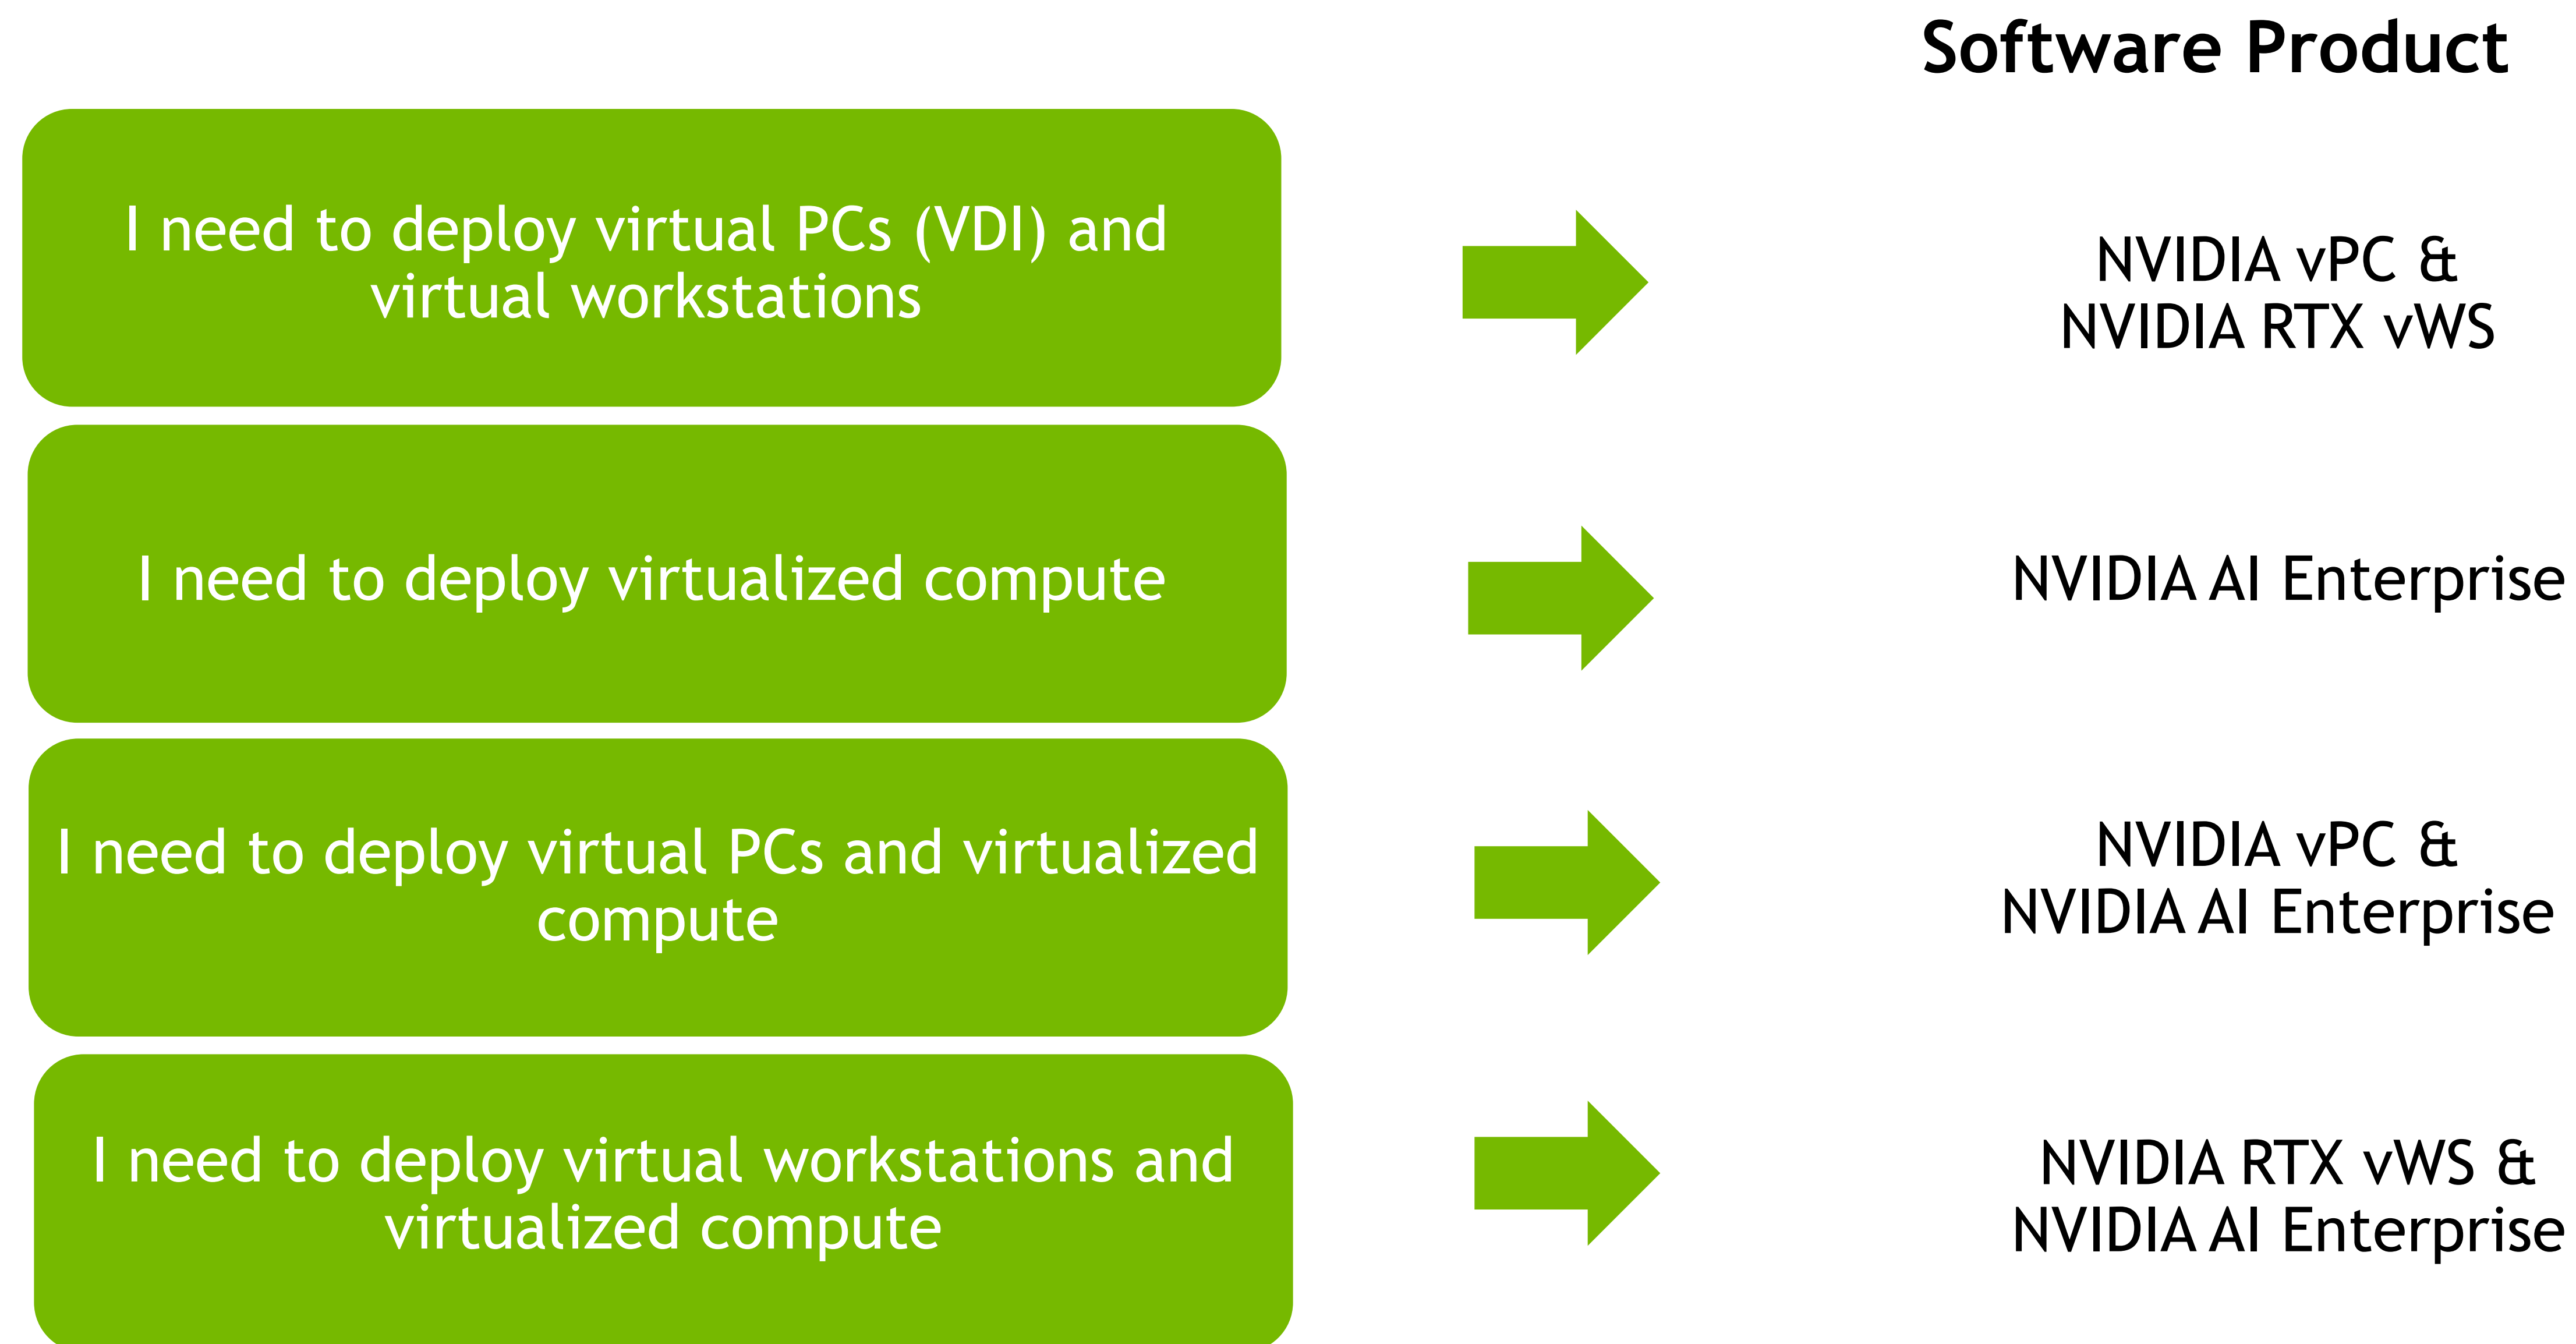 Software Product
I need to deploy virtual PCs (VDI) and
virtual workstations
NVIDIA vPC &
NVIDIA RTX vWS
I need to deploy virtualized compute
NVIDIA AI Enterprise
I need to deploy virtual PCs and virtualized
compute
NVIDIA vPC &
NVIDIA AI Enterprise
I need to deploy virtual workstations and
virtualized compute
NVIDIA RTX vWS &
NVIDIA AI Enterprise